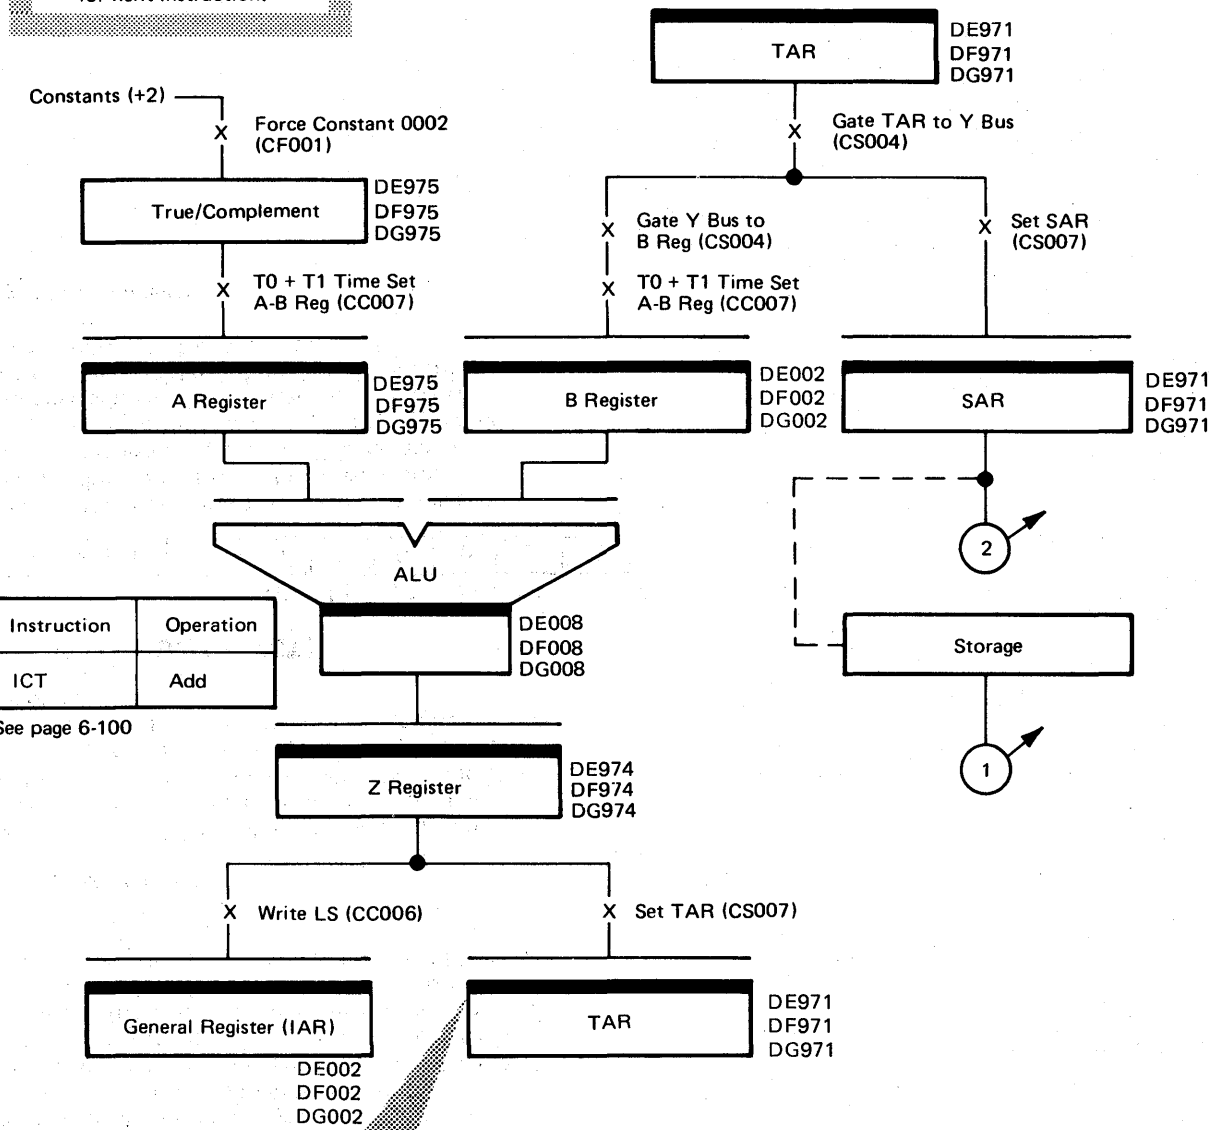 for next instruction.
TAR
DE971
DF971
DG971
Constants (+2)
X
Force Constant 0002
(CF001)
X
Gate TAR to Y Bus
(CS004)
True/Complement
DE975
DF975
DG975
X
Gate Y Bus to
B Reg (CS004)
X
Set SAR
(CS007)
X
T0 + T1 Time Set
A-B Reg (CC007)
X
T0 + T1 Time Set
A-B Reg (CC007)
A Register
DE975
DF975
DG975
B Register
DE002
DF002
DG002
SAR
DE971
DF971
DG971
2
ALU
DE008
DF008
DG008
Instruction Operation
ICT Add
See page 6-100
Storage
1
Z Register
DE974
DF974
DG974
X
Write LS (CC006)
X
Set TAR (CS007)
General Register (IAR)
DE002
DF002
DG002
TAR
DE971
DF971
DG971